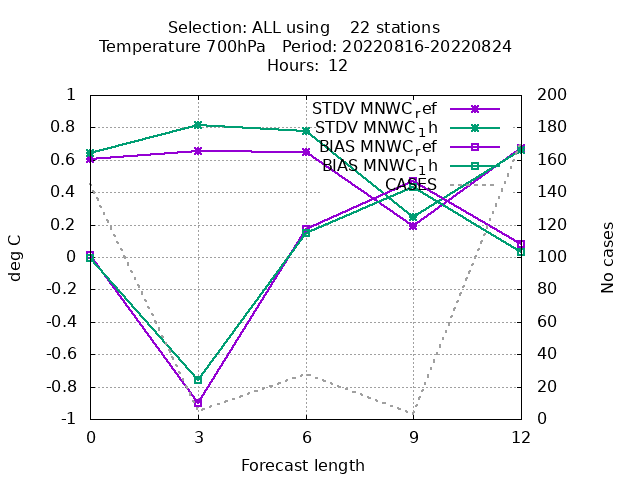 Selection: ALL using 22 stations
Temperature 700hPa Period: 20220816-20220824
Hours: 12
1 200
STDV MNWC_ref
0.8 180
STDV MNWC_1h
BIAS MNWC_ref
0.6 160
BIAS MNWC_1h
CASES
0.4 140
0.2 120
deg C
0 100
No cases
-0.2 80
-0.4 60
-0.6 40
-0.8 20
-1 0
0 3 6 9 12
Forecast length